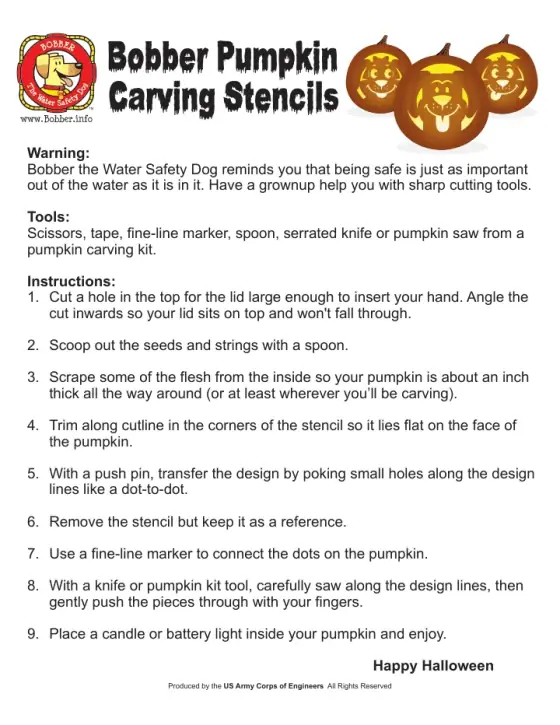 BOBBER
The Water Safety Dog
www.Bobber.info
Bobber Pumpkin
Carving Stencils
Warning:
Bobber the Water Safety Dog reminds you that being safe is just as important
out of the water as it is in it. Have a grownup help you with sharp cutting tools.
Tools:
Scissors, tape, fine-line marker, spoon, serrated knife or pumpkin saw from a
pumpkin carving kit.
Instructions:
1. Cut a hole in the top for the lid large enough to insert your hand. Angle the
cut inwards so your lid sits on top and won't fall through.
2. Scoop out the seeds and strings with a spoon.
3. Scrape some of the flesh from the inside so your pumpkin is about an inch
thick all the way around (or at least wherever you’ll be carving).
4. Trim along cutline in the corners of the stencil so it lies flat on the face of
the pumpkin.
5. With a push pin, transfer the design by poking small holes along the design
lines like a dot-to-dot.
6. Remove the stencil but keep it as a reference.
7. Use a fine-line marker to connect the dots on the pumpkin.
8. With a knife or pumpkin kit tool, carefully saw along the design lines, then
gently push the pieces through with your fingers.
9. Place a candle or battery light inside your pumpkin and enjoy.
Happy Halloween
Produced by the US Army Corps of Engineers All Rights Reserved